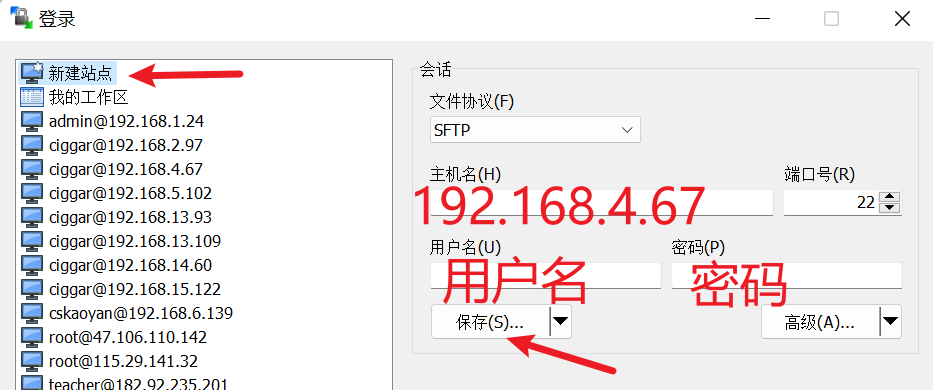 登录
新建站点
我的工作区
admin@192.168.1.24
ciggar@192.168.2.97
ciggar@192.168.4.67
ciggar@192.168.5.102
ciggar@192.168.13.93
ciggar@192.168.13.109
ciggar@192.168.14.60
ciggar@192.168.15.122
cskaoyan@192.168.6.139
root@47.106.110.142
root@115.29.141.32
teacher@182.92.235.201
会话
文件协议(F)
SFTP
主机名(H) 端口号(R)
192.168.4.67 22
用户名(U) 密码(P)
用户名 密码
保存(S)... 高级(A)...